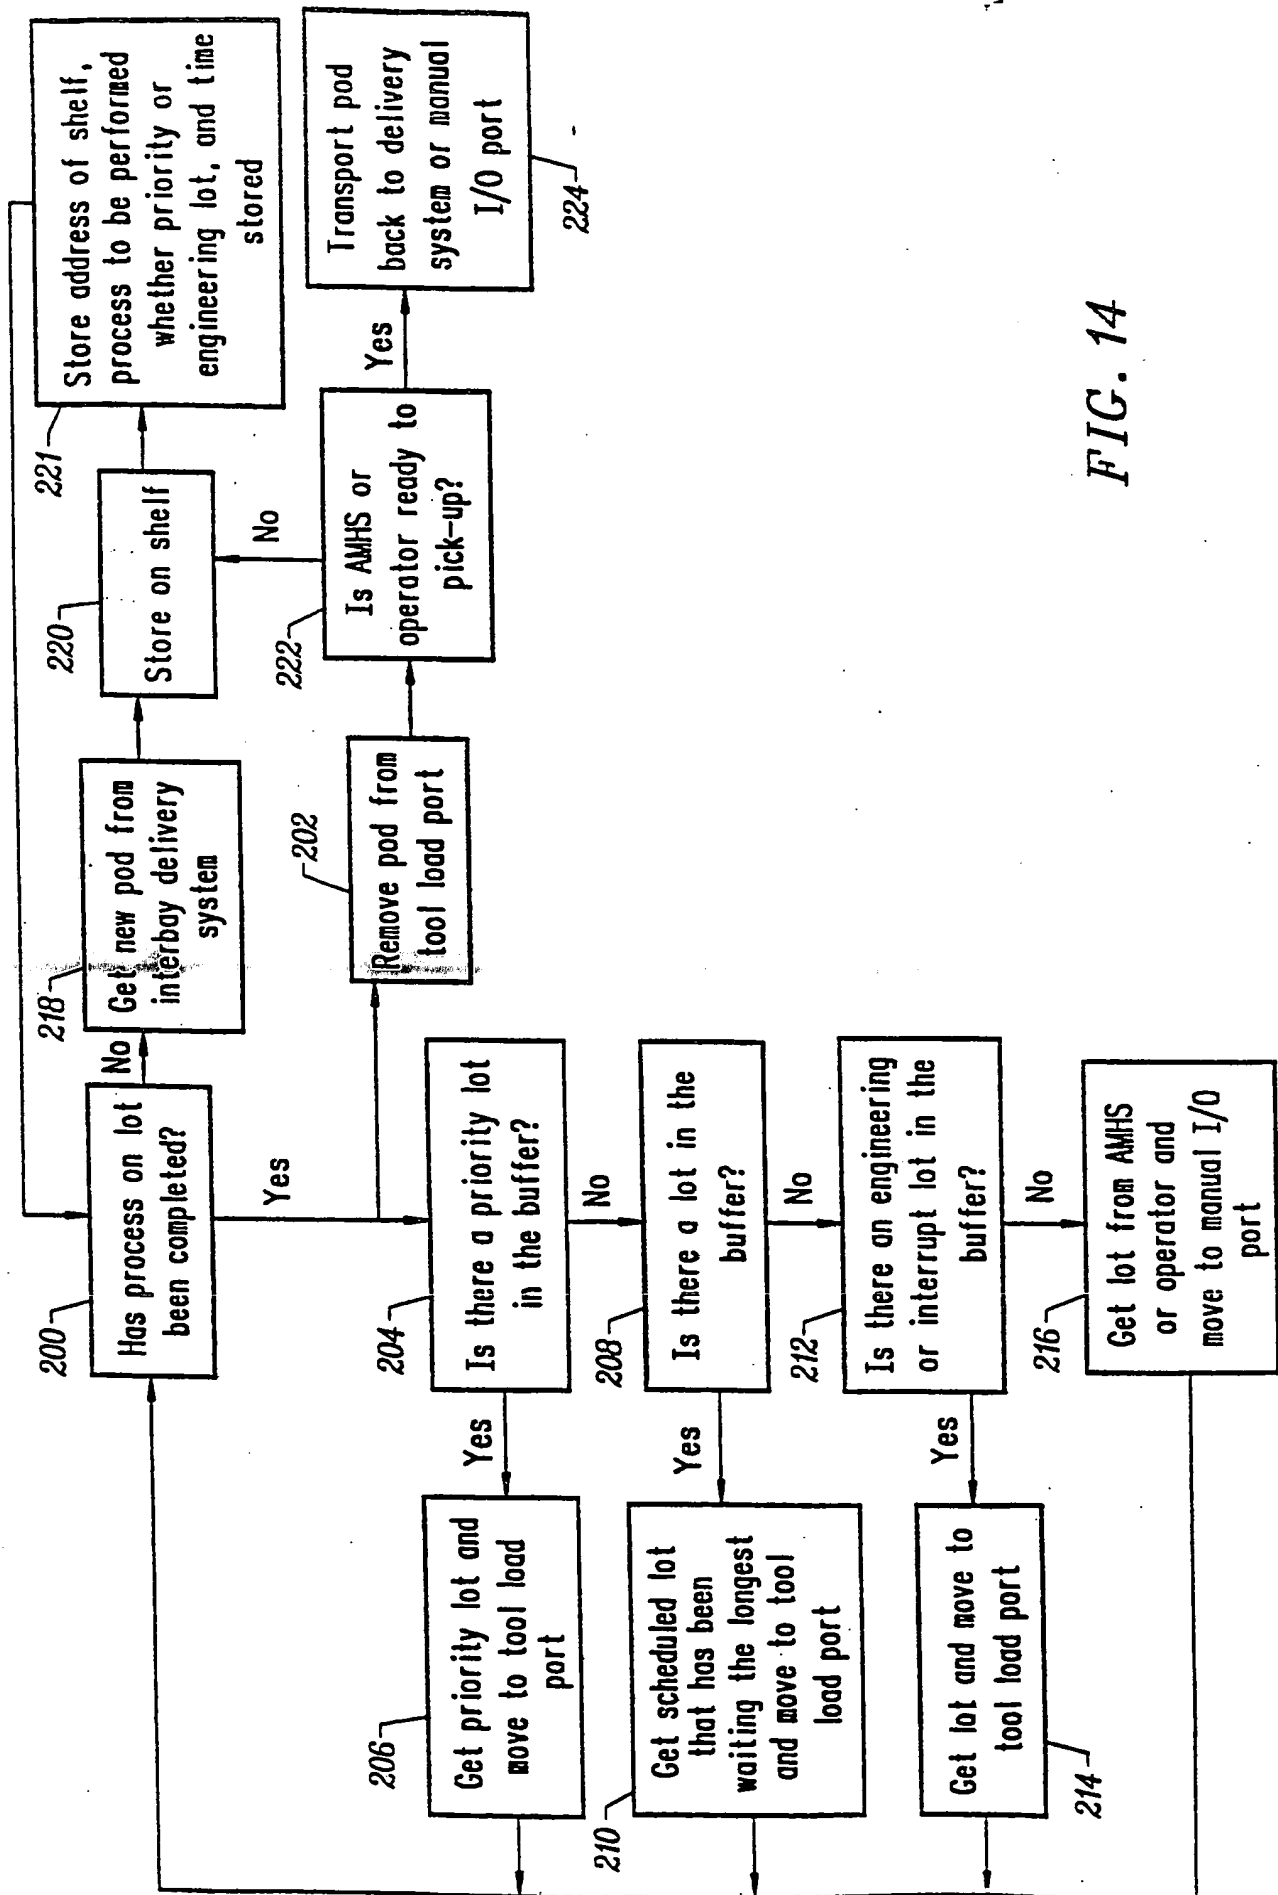 200
Has process on lot
been completed?
No
218
Get new pod from
interbay delivery
system
220
Store on shelf
221
Store address of shelf,
process to be performed
whether priority or
engineering lot, and time
stored
Yes
202
Remove pod from
tool load port
222
Is AMHS or
operator ready to
pick-up?
No
Yes
Transport pod
back to delivery
system or manual
I/O port
224
204
Is there a priority lot
in the buffer?
Yes
206
Get priority lot and
move to tool load
port
No
208
Is there a lot in the
buffer?
Yes
210
Get scheduled lot
that has been
waiting the longest
and move to tool
load port
No
212
Is there an engineering
or interrupt lot in the
buffer?
Yes
Get lot and move to
tool load port
214
No
216
Get lot from AMHS
or operator and
move to manual I/O
port
FIG. 14